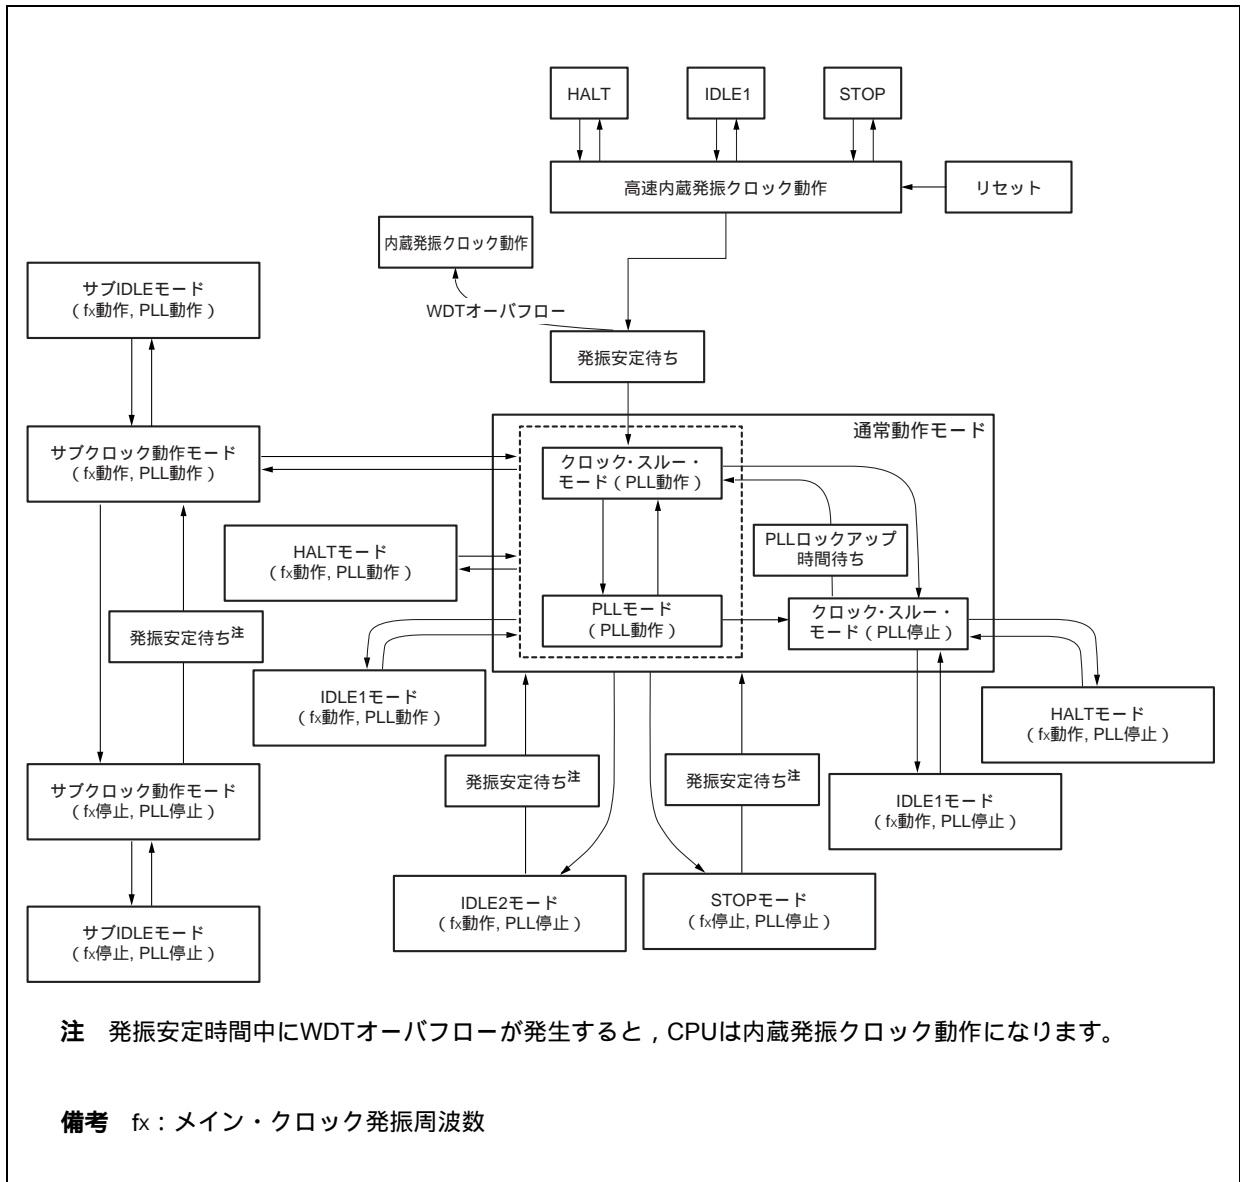 HALT
IDLE1
STOP
高速内蔵発振クロック動作
リセット
内蔵発振クロック動作
WDTオーバフロー
発振安定待ち
サブIDLEモード
(fx動作, PLL動作)
サブクロック動作モード
(fx動作, PLL動作)
通常動作モード
クロック・スルー・
モード(PLL動作)
PLLロックアップ
時間待ち
HALTモード
(fx動作, PLL動作)
PLLモード
(PLL動作)
クロック・スルー・
モード(PLL停止)
発振安定待ち注
IDLE1モード
(fx動作, PLL動作)
HALTモード
(fx動作, PLL停止)
サブクロック動作モード
(fx停止, PLL停止)
発振安定待ち注
発振安定待ち注
IDLE1モード
(fx動作, PLL停止)
サブIDLEモード
(fx停止, PLL停止)
IDLE2モード
(fx動作, PLL停止)
STOPモード
(fx停止, PLL停止)
注 発振安定時間中にWDTオーバフローが発生すると,CPUは内蔵発振クロック動作になります。
備考 fx:メイン・クロック発振周波数